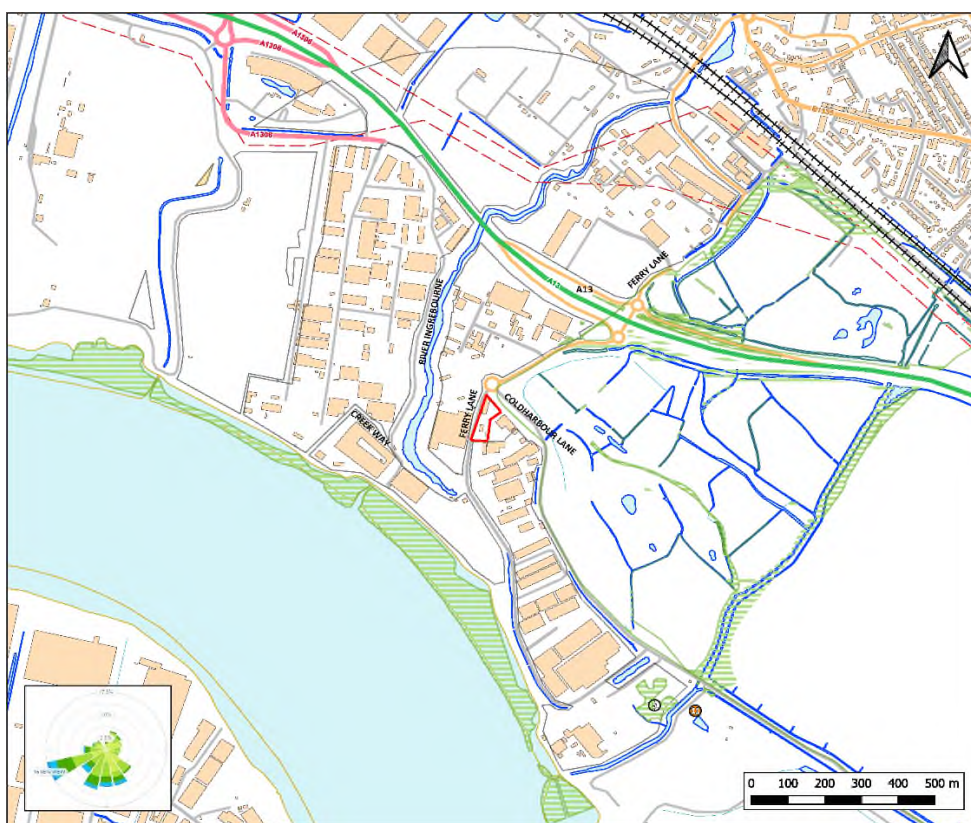 A1306
A1306
A1306
A13
A13
FERRY LANE
RIVER INGREBOURNE
FERRY LANE
COLDHARBOUR LANE
CREEK WAY
0 100 200 300 400 500 m